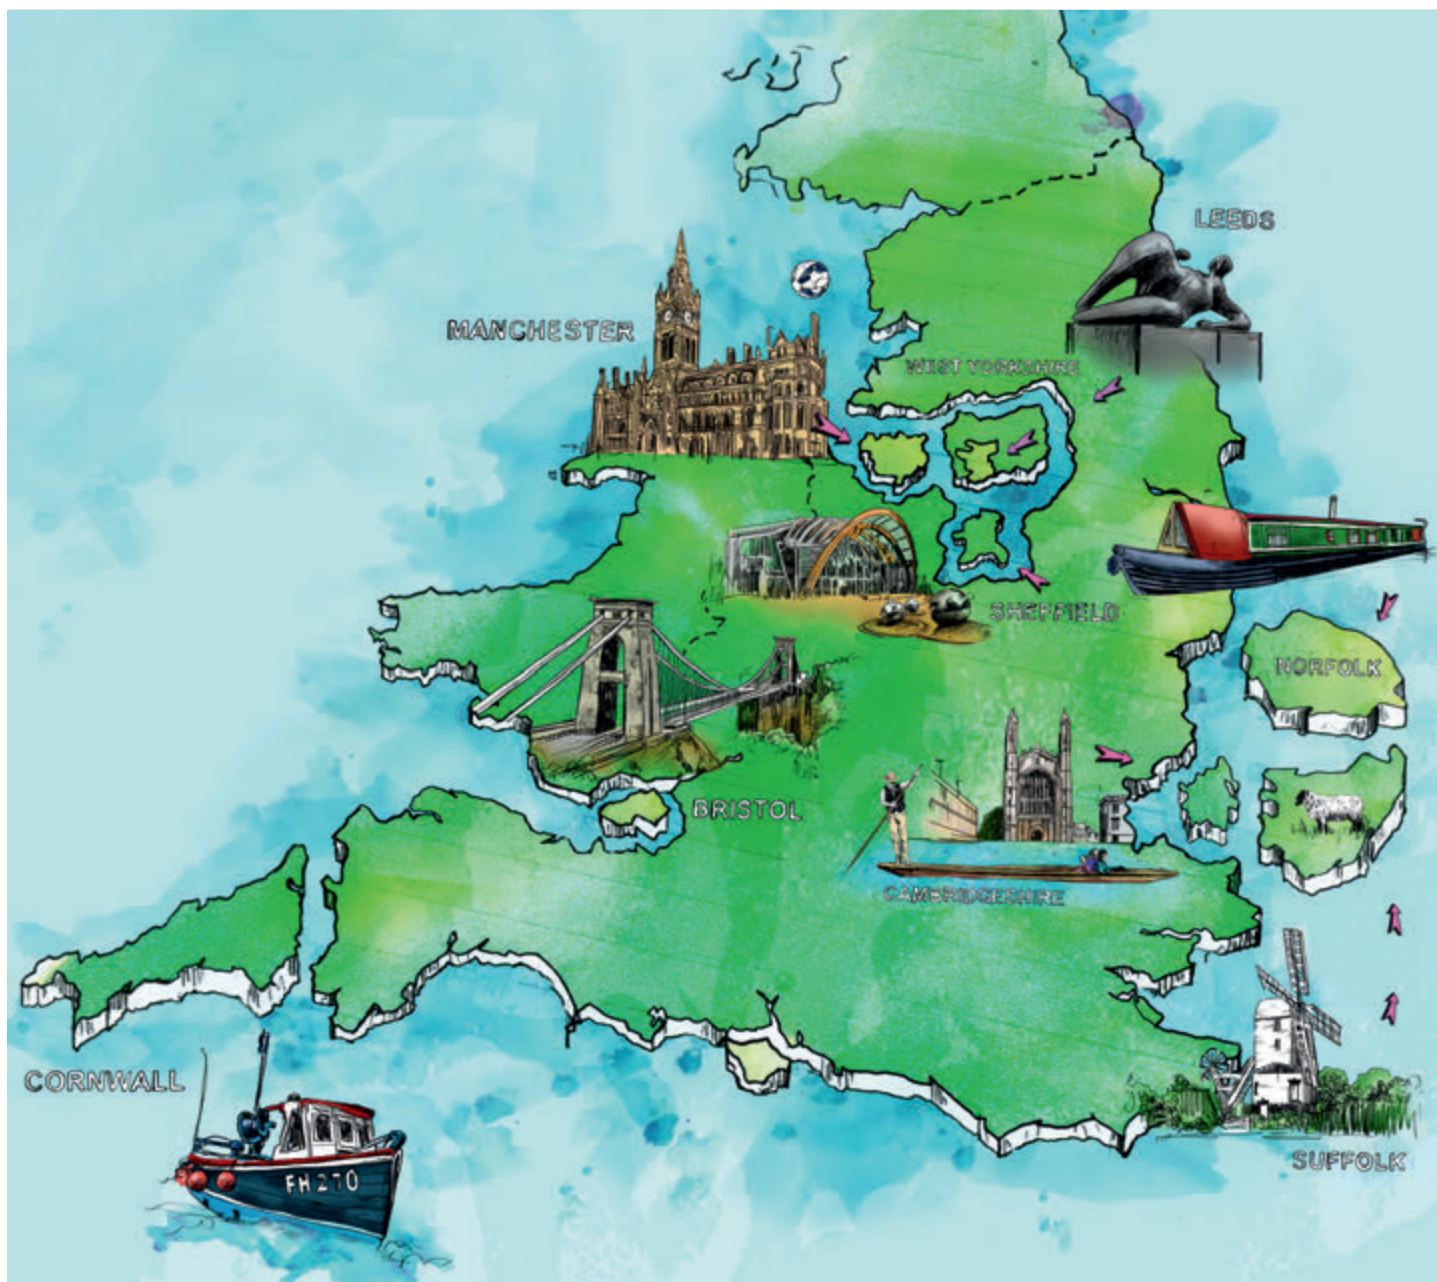 LEEDS
MANCHESTER
WEST YORKSHIRE
SHEFFIELD
NORFOLK
BRISTOL
CAMBRIDGESHIRE
CORNWALL
SUFFOLK
FH 270